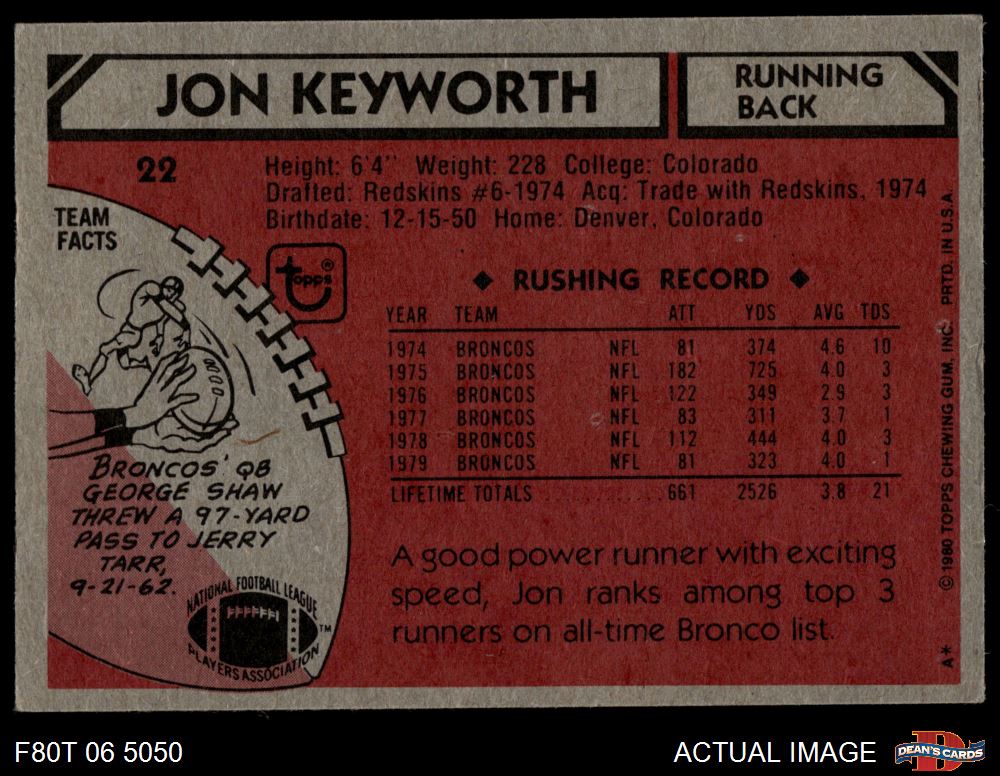 JON KEYWORTH
RUNNING
BACK
22
Height: 6'4" Weight: 228 College: Colorado
Drafted: Redskins #6-1974 Acq: Trade with Redskins, 1974
Birthdate: 12-15-50 Home: Denver, Colorado
TEAM
FACTS
topps®
◆ RUSHING RECORD ◆
YEAR TEAM ATT YDS AVG TDS
1974 BRONCOS NFL 81 374 4.6 10
1975 BRONCOS NFL 182 725 4.0 3
1976 BRONCOS NFL 122 349 2.9 3
1977 BRONCOS NFL 83 311 3.7 1
1978 BRONCOS NFL 112 444 4.0 3
1979 BRONCOS NFL 81 323 4.0 1
LIFETIME TOTALS ............ 661 2526 3.8 21
BRONCOS' QB
GEORGE SHAW
THREW A 97-YARD
PASS TO JERRY
TARR,
9-21-62.
NATIONAL FOOTBALL LEAGUE
PLAYERS ASSOCIATION
TM
A good power runner with exciting
speed, Jon ranks among top 3
runners on all-time Bronco list.
A* © 1980 TOPPS CHEWING GUM, INC. PRTD. IN U.S.A.
F80T 06 5050
ACTUAL IMAGE
D
DEAN'S CARDS